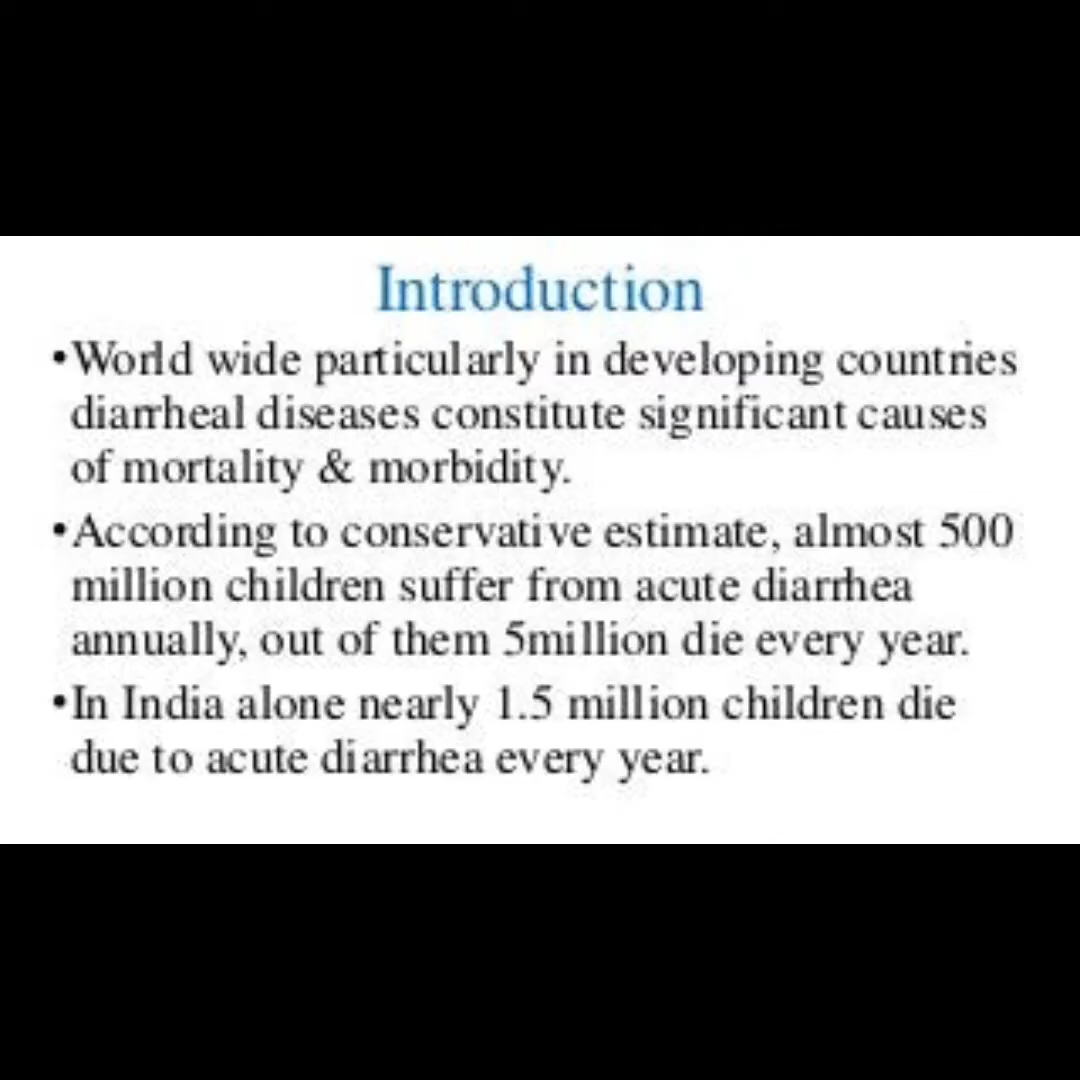 Introduction
•World wide particularly in developing countries
diarrheal diseases constitute significant causes
of mortality & morbidity.
•According to conservative estimate, almost 500
million children suffer from acute diarrhea
annually, out of them 5million die every year.
•In India alone nearly 1.5 million children die
due to acute diarrhea every year.